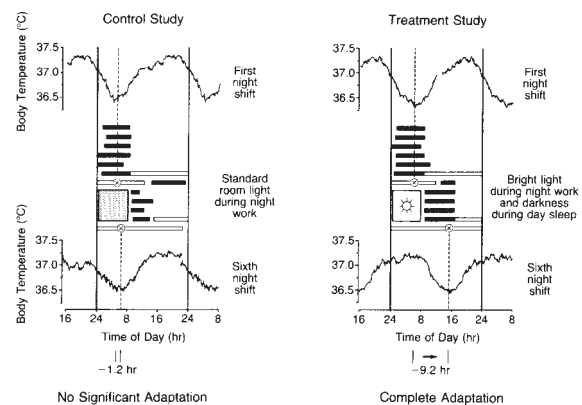 Control Study
Treatment Study
Body Temperature (°C)
37.5
37.0
36.5
First
night
shift
37.5
37.0
36.5
First
night
shift
Standard
room light
during night
work
Bright light
during night work
and darkness
during day sleep
Body Temperature (°C)
37.5
37.0
36.5
Sixth
night
shift
37.5
37.0
36.5
Sixth
night
shift
16 24 8 16 24 8
16 24 8 16 24 8
Time of Day (hr)
Time of Day (hr)
−1.2 hr
−9.2 hr
No Significant Adaptation
Complete Adaptation